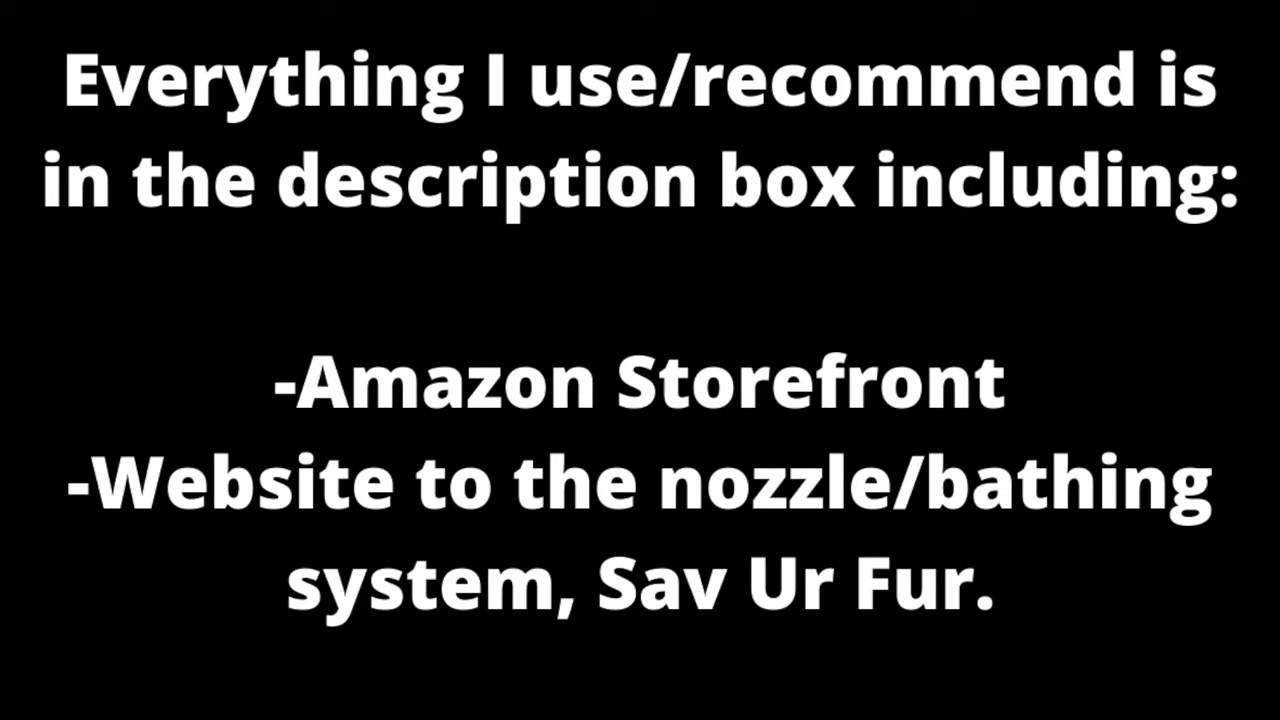 Everything I use/recommend is
in the description box including:
-Amazon Storefront
-Website to the nozzle/bathing
system, Sav Ur Fur.